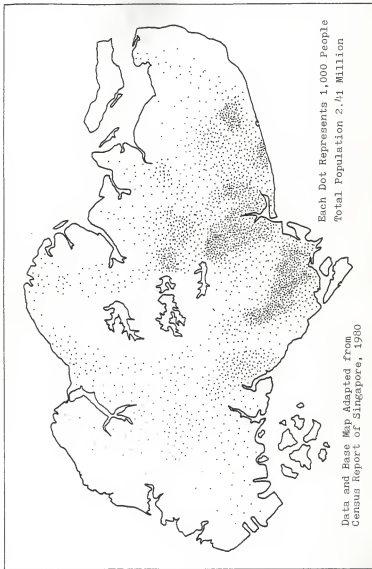 Each Dot Represents 1,000 People
Total Population 2.41 Million
Data and Base Map Adapted from
Census Report of Singapore, 1980